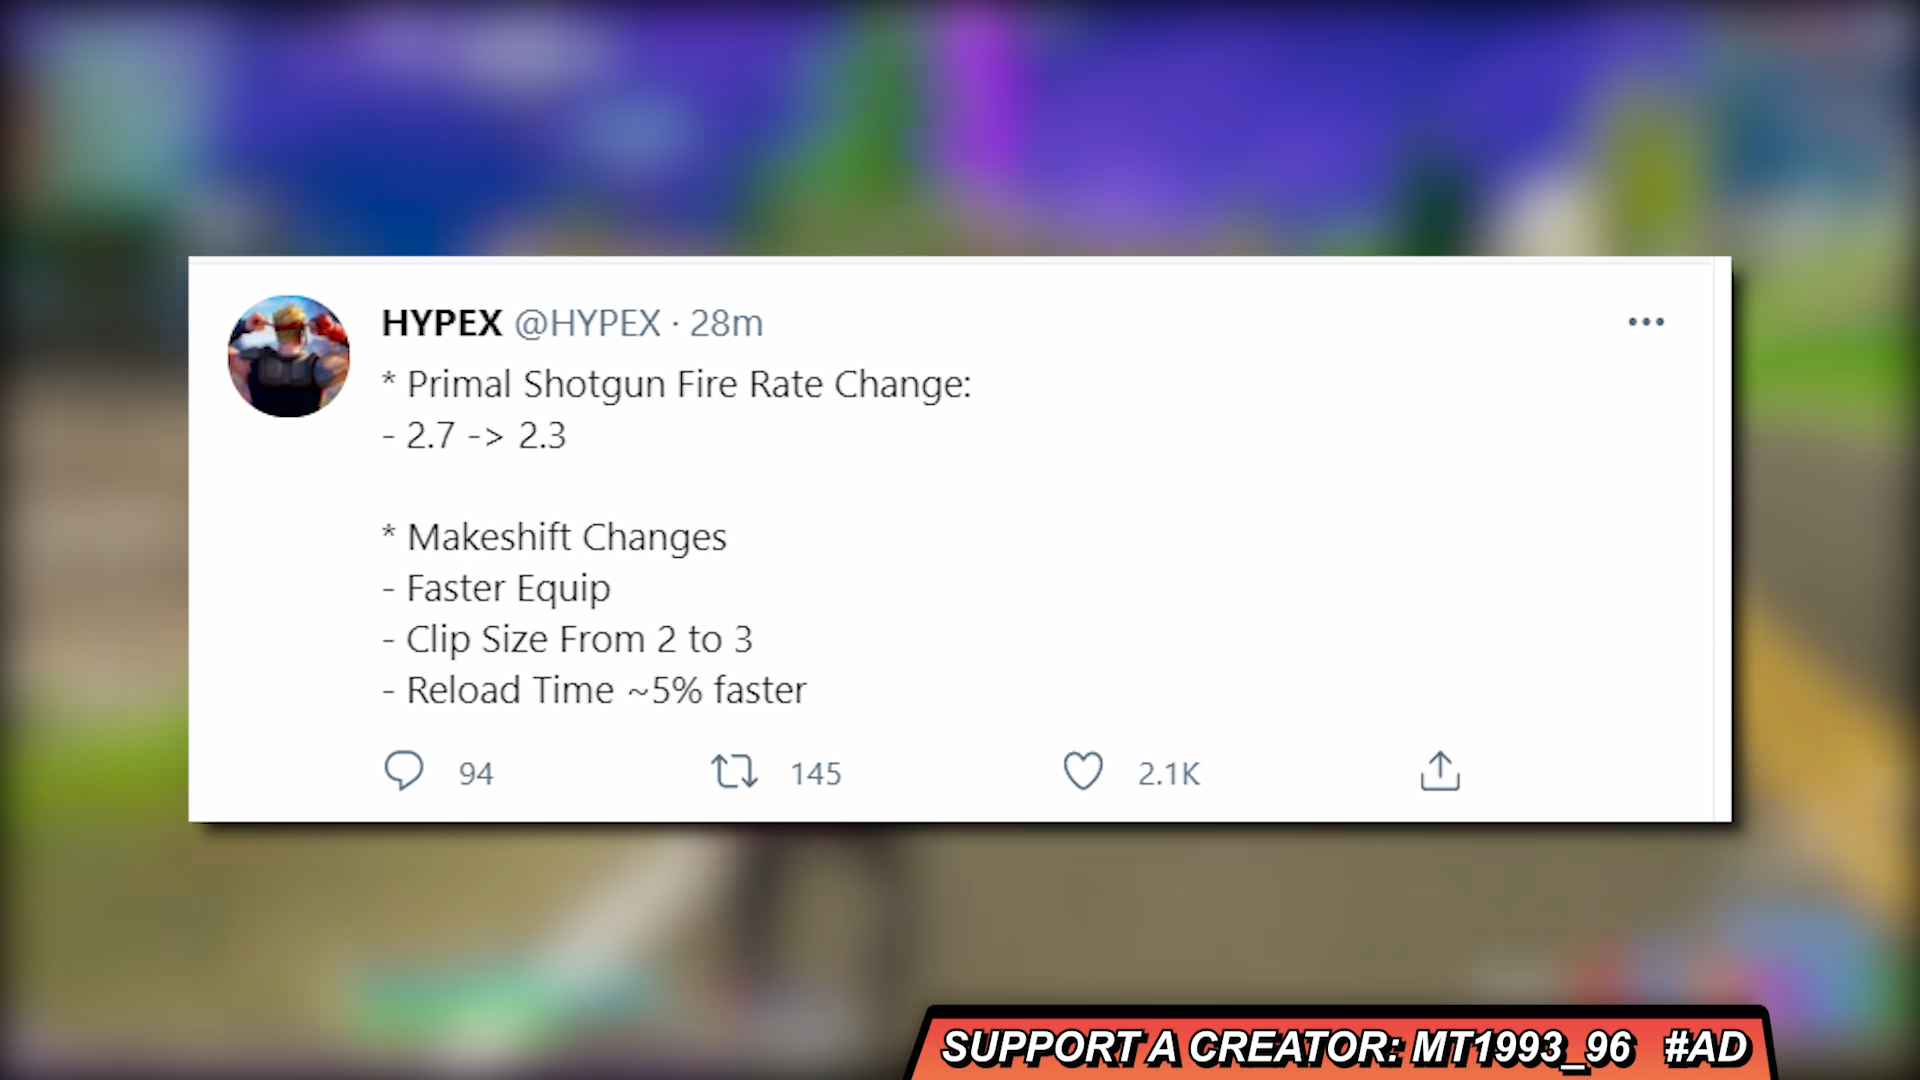 HYPEX @HYPEX · 28m
* Primal Shotgun Fire Rate Change:
- 2.7 -> 2.3
* Makeshift Changes
- Faster Equip
- Clip Size From 2 to 3
- Reload Time ~5% faster
94 145 2.1K
SUPPORT A CREATOR: MT1993_96 #AD